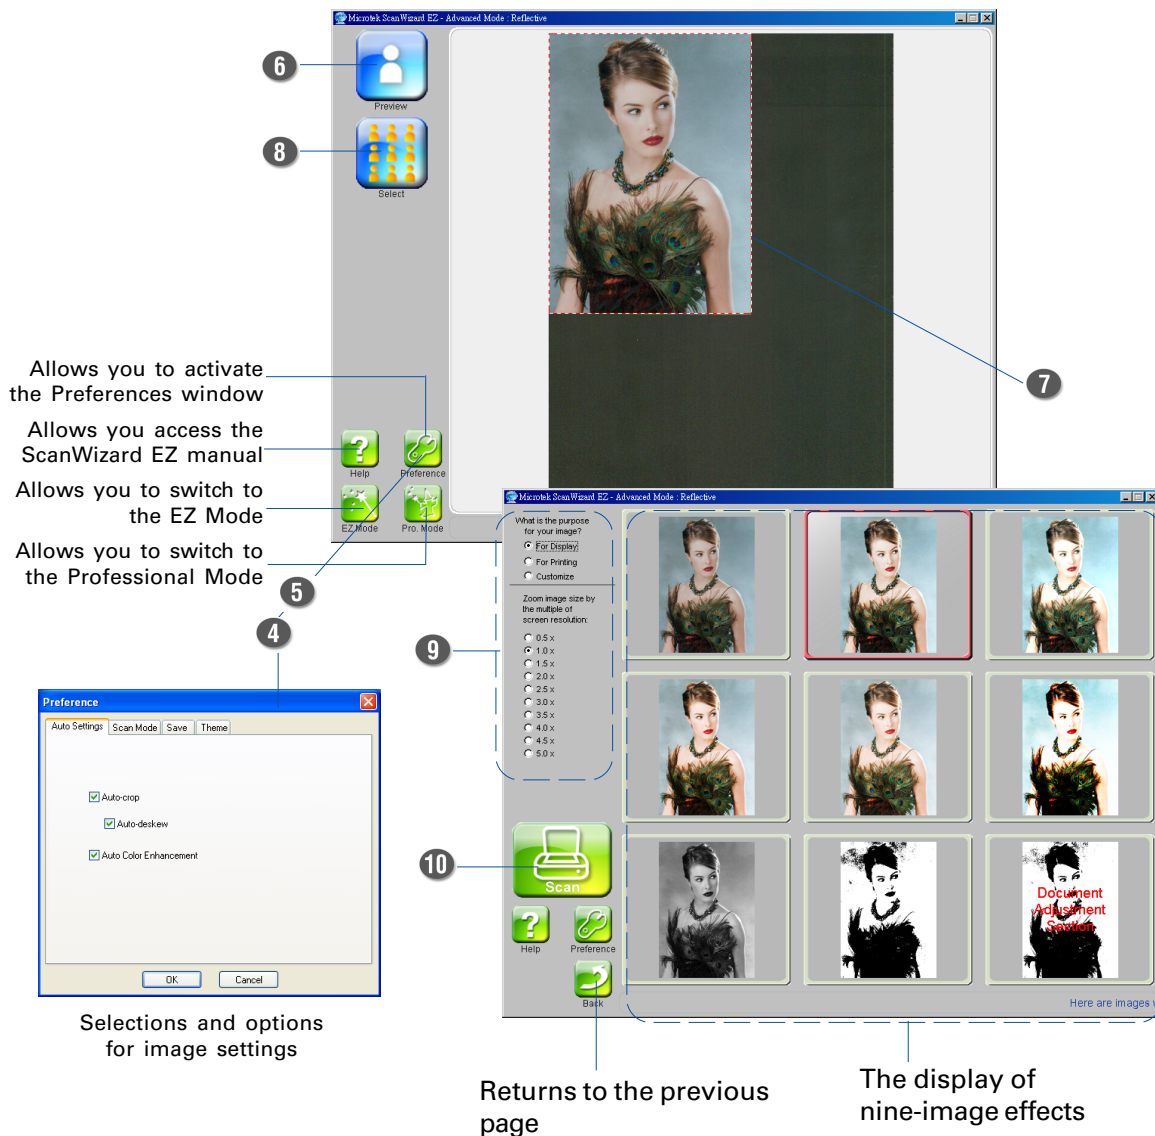 Microtek ScanWizard EZ - Advanced Mode : Reflective
6
Preview
8
Select
7
Allows you to activate
the Preferences window
Allows you access the
ScanWizard EZ manual
Allows you to switch to
the EZ Mode
Allows you to switch to
the Professional Mode
Help
Preference
EZ Mode
Pro. Mode
5
4
Preference
Auto Settings
Scan Mode
Save
Theme
Auto-crop
Auto-deskew
Auto Color Enhancement
OK
Cancel
Selections and options
for image settings
Microtek ScanWizard EZ - Advanced Mode : Reflective
What is the purpose
for your image?
For Display
For Printing
Customize
Zoom image size by
the multiple of
screen resolution:
0.5 x
1.0 x
1.5 x
2.0 x
2.5 x
3.0 x
3.5 x
4.0 x
4.5 x
5.0 x
9
10
Scan
Help
Preference
Back
Document
Adjustment
Section
Here are images
Returns to the previous
page
The display of
nine-image effects